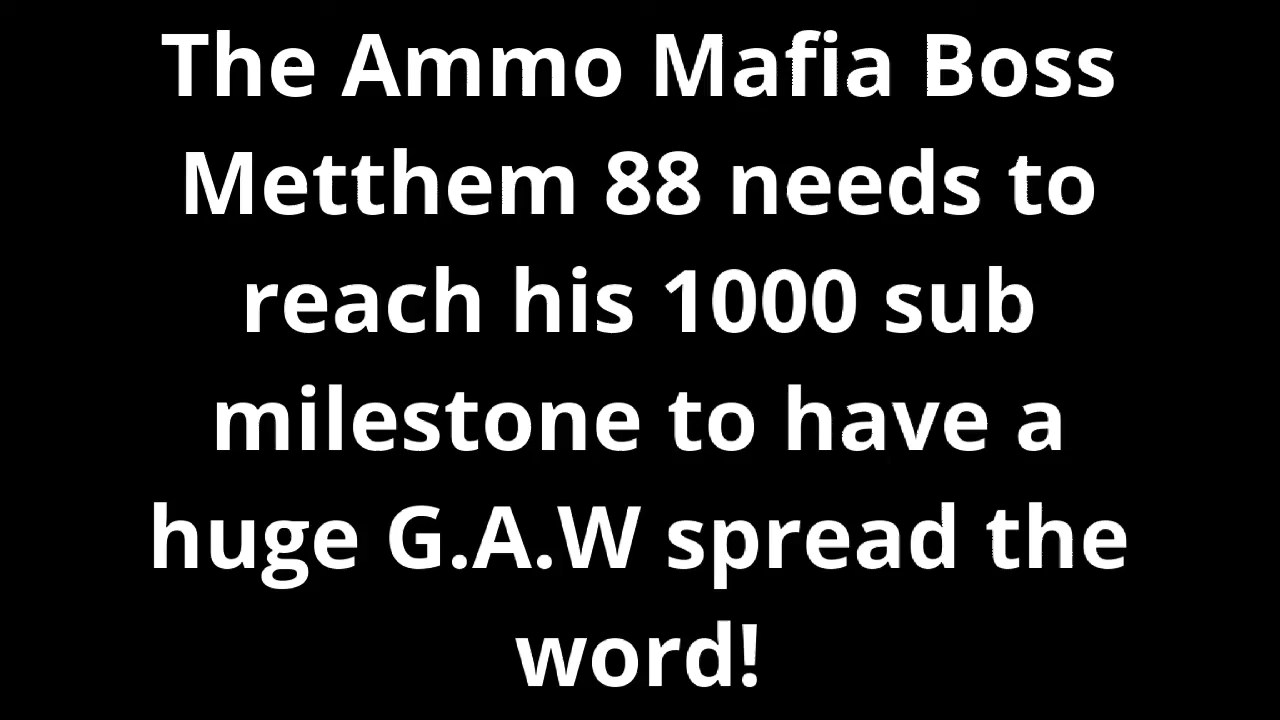 The Ammo Mafia Boss
Metthem 88 needs to
reach his 1000 sub
milestone to have a
huge G.A.W spread the
word!